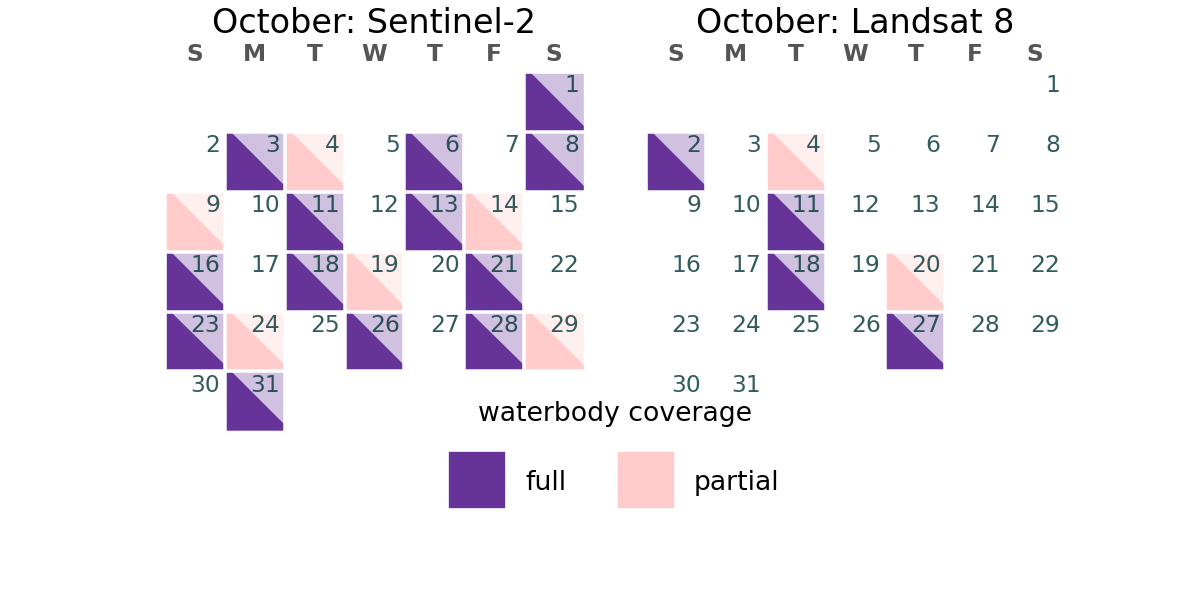 October: Sentinel-2
S M T W T F S
1
2 3 4 5 6 7 8
9 10 11 12 13 14 15
16 17 18 19 20 21 22
23 24 25 26 27 28 29
30 31
October: Landsat 8
S M T W T F S
1
2 3 4 5 6 7 8
9 10 11 12 13 14 15
16 17 18 19 20 21 22
23 24 25 26 27 28 29
30 31
waterbody coverage
full
partial